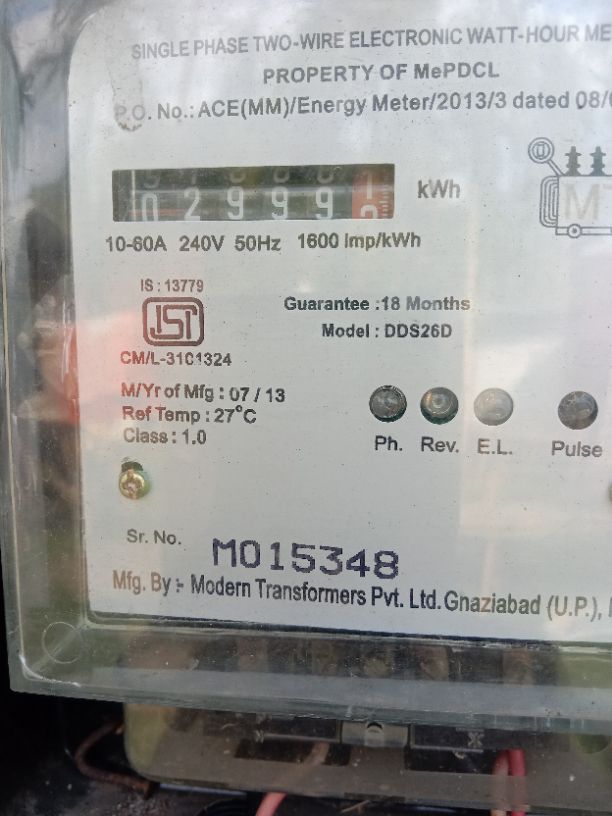 SINGLE PHASE TWO-WIRE ELECTRONIC WATT-HOUR ME
PROPERTY OF MePDCL
P.O. No.: ACE(MM)/Energy Meter/2013/3 dated 08/
02999 kWh
10-60A 240V 50Hz 1600 Imp/kWh
IS : 13779
ISI
CM/L-3101324
Guarantee :18 Months
Model : DDS26D
M/Yr of Mfg : 07 / 13
Ref Temp : 27°C
Class : 1.0
Ph. Rev. E.L. Pulse
Sr. No. M015348
Mfg. By :- Modern Transformers Pvt. Ltd. Gnaziabad (U.P.),